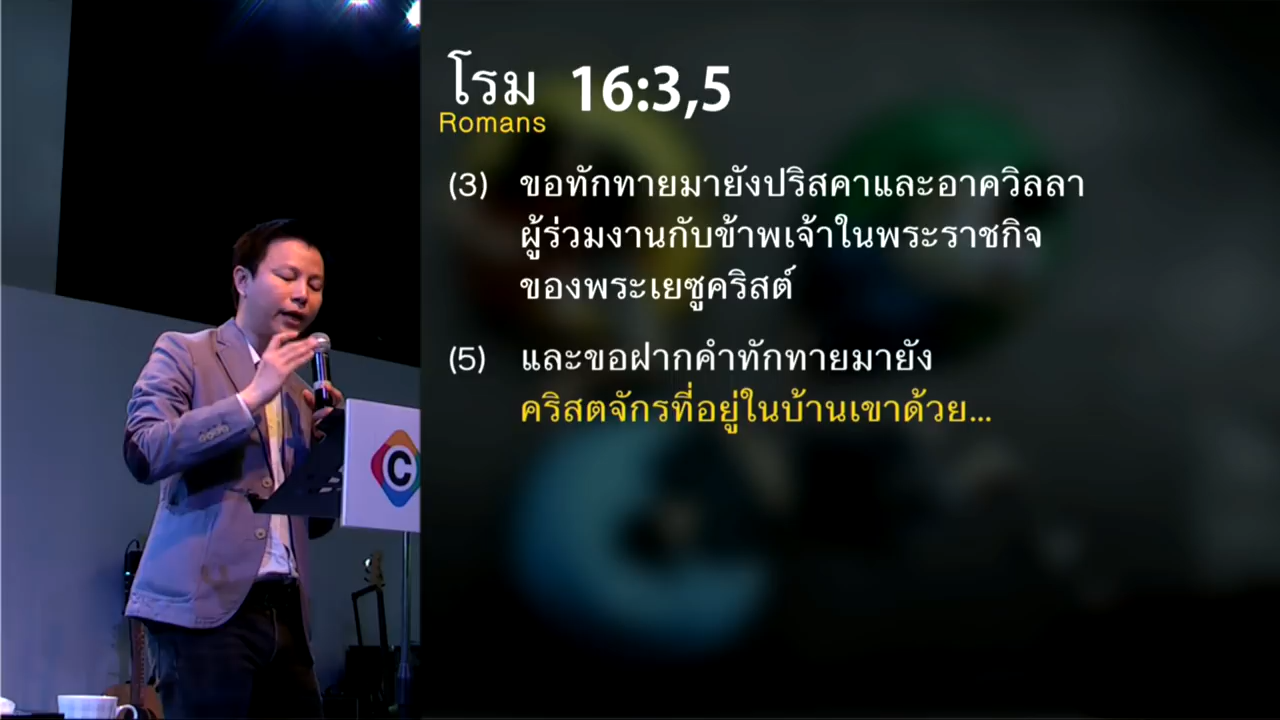 โรม 16:3,5
Romans
(3) ขอทักทายมายังปริสคาและอาควิลลา
ผู้ร่วมงานกับข้าพเจ้าในพระราชกิจ
ของพระเยซูคริสต์
(5) และขอฝากคำทักทายมายัง
คริสตจักรที่อยู่ในบ้านเขาด้วย...
C